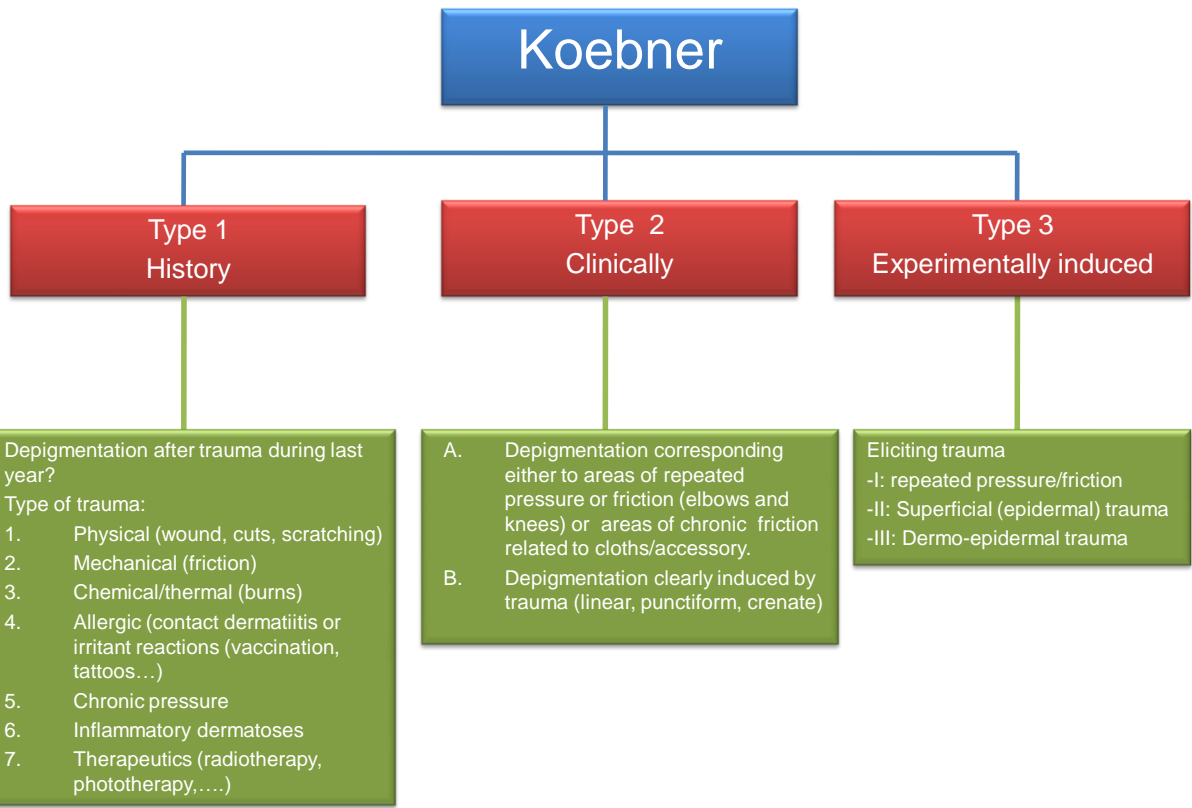 Koebner
Type 1
History
Type 2
Clinically
Type 3
Experimentally induced
Depigmentation after trauma during last
year?
Type of trauma:
1. Physical (wound, cuts, scratching)
2. Mechanical (friction)
3. Chemical/thermal (burns)
4. Allergic (contact dermatiitis or
irritant reactions (vaccination,
tattoos…)
5. Chronic pressure
6. Inflammatory dermatoses
7. Therapeutics (radiotherapy,
phototherapy,….)
A. Depigmentation corresponding
either to areas of repeated
pressure or friction (elbows and
knees) or areas of chronic friction
related to cloths/accessory.
B. Depigmentation clearly induced by
trauma (linear, punctiform, crenate)
Eliciting trauma
-I: repeated pressure/friction
-II: Superficial (epidermal) trauma
-III: Dermo-epidermal trauma